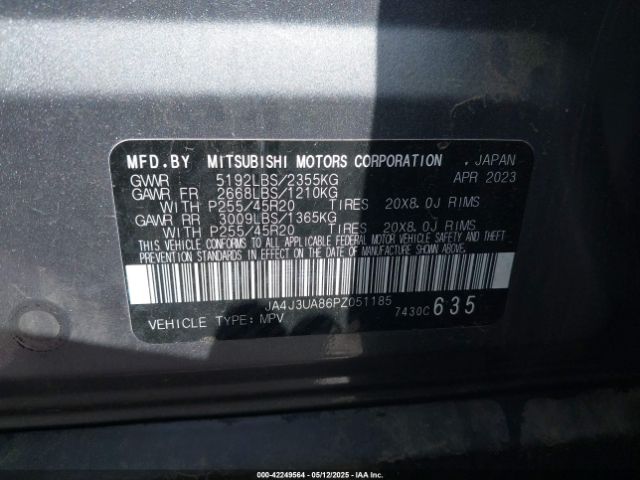 MFD.BY MITSUBISHI MOTORS CORPORATION . JAPAN
GVWR 5192LBS/2355KG APR 2023
GAWR FR 2668LBS/1210KG
WITH P255/45R20 TIRES 20X8.0J RIMS
GAWR RR 3009LBS/1365KG
WITH P255/45R20 TIRES 20X8.0J RIMS
THIS VEHICLE CONFORMS TO ALL APPLICABLE FEDERAL MOTOR VEHICLE SAFETY AND THEFT
PREVENTION STANDARDS IN EFFECT ON THE DATE OF MANUFACTURE SHOWN ABOVE.
JA4J3UA86PZ051185
VEHICLE TYPE: MPV 7430C 635
000-42249564 - 05/12/2025 - IAA Inc.